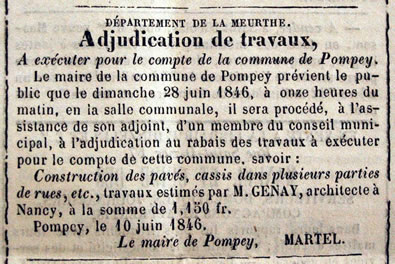 DÉPARTEMENT DE LA MEURTHE.
Adjudication de travaux,
A exécuter pour le compte de la commune de Pompey.
Le maire de la commune de Pompey prévient le pu-
blic que le dimanche 28 juin 1846, à onze heures du
matin, en la salle communale, il sera procédé, à l'as-
sistance de son adjoint, d'un membre du conseil muni-
cipal, à l'adjudication au rabais des travaux à exécuter
pour le compte de cette commune, savoir :
Construction des pavés, cassis dans plusieurs parties
de rues, etc., travaux estimés par M. GENAY, architecte à
Nancy, à la somme de 1,150 fr.
Pompey, le 10 juin 1846.
Le maire de Pompey, MARTEL.